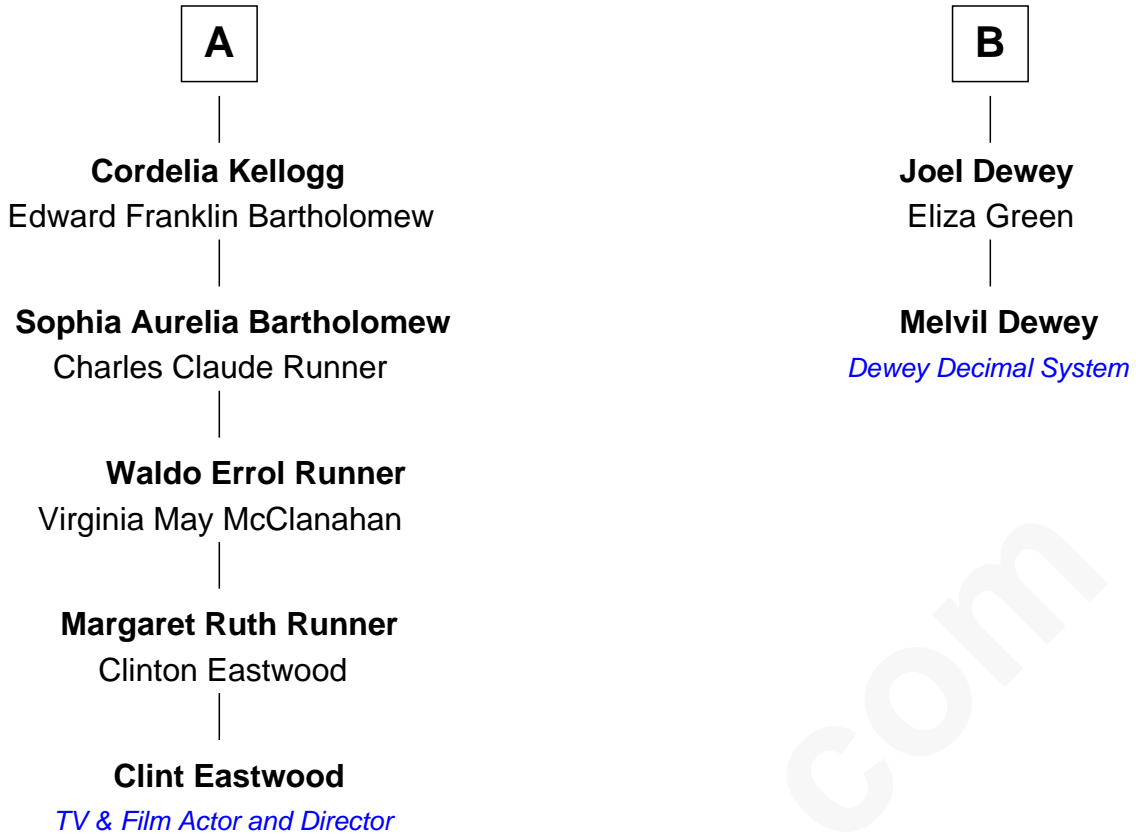 A
Cordelia Kellogg
Edward Franklin Bartholomew
Sophia Aurelia Bartholomew
Charles Claude Runner
Waldo Errol Runner
Virginia May McClanahan
Margaret Ruth Runner
Clinton Eastwood
Clint Eastwood
TV & Film Actor and Director
B
Joel Dewey
Eliza Green
Melvil Dewey
Dewey Decimal System
com